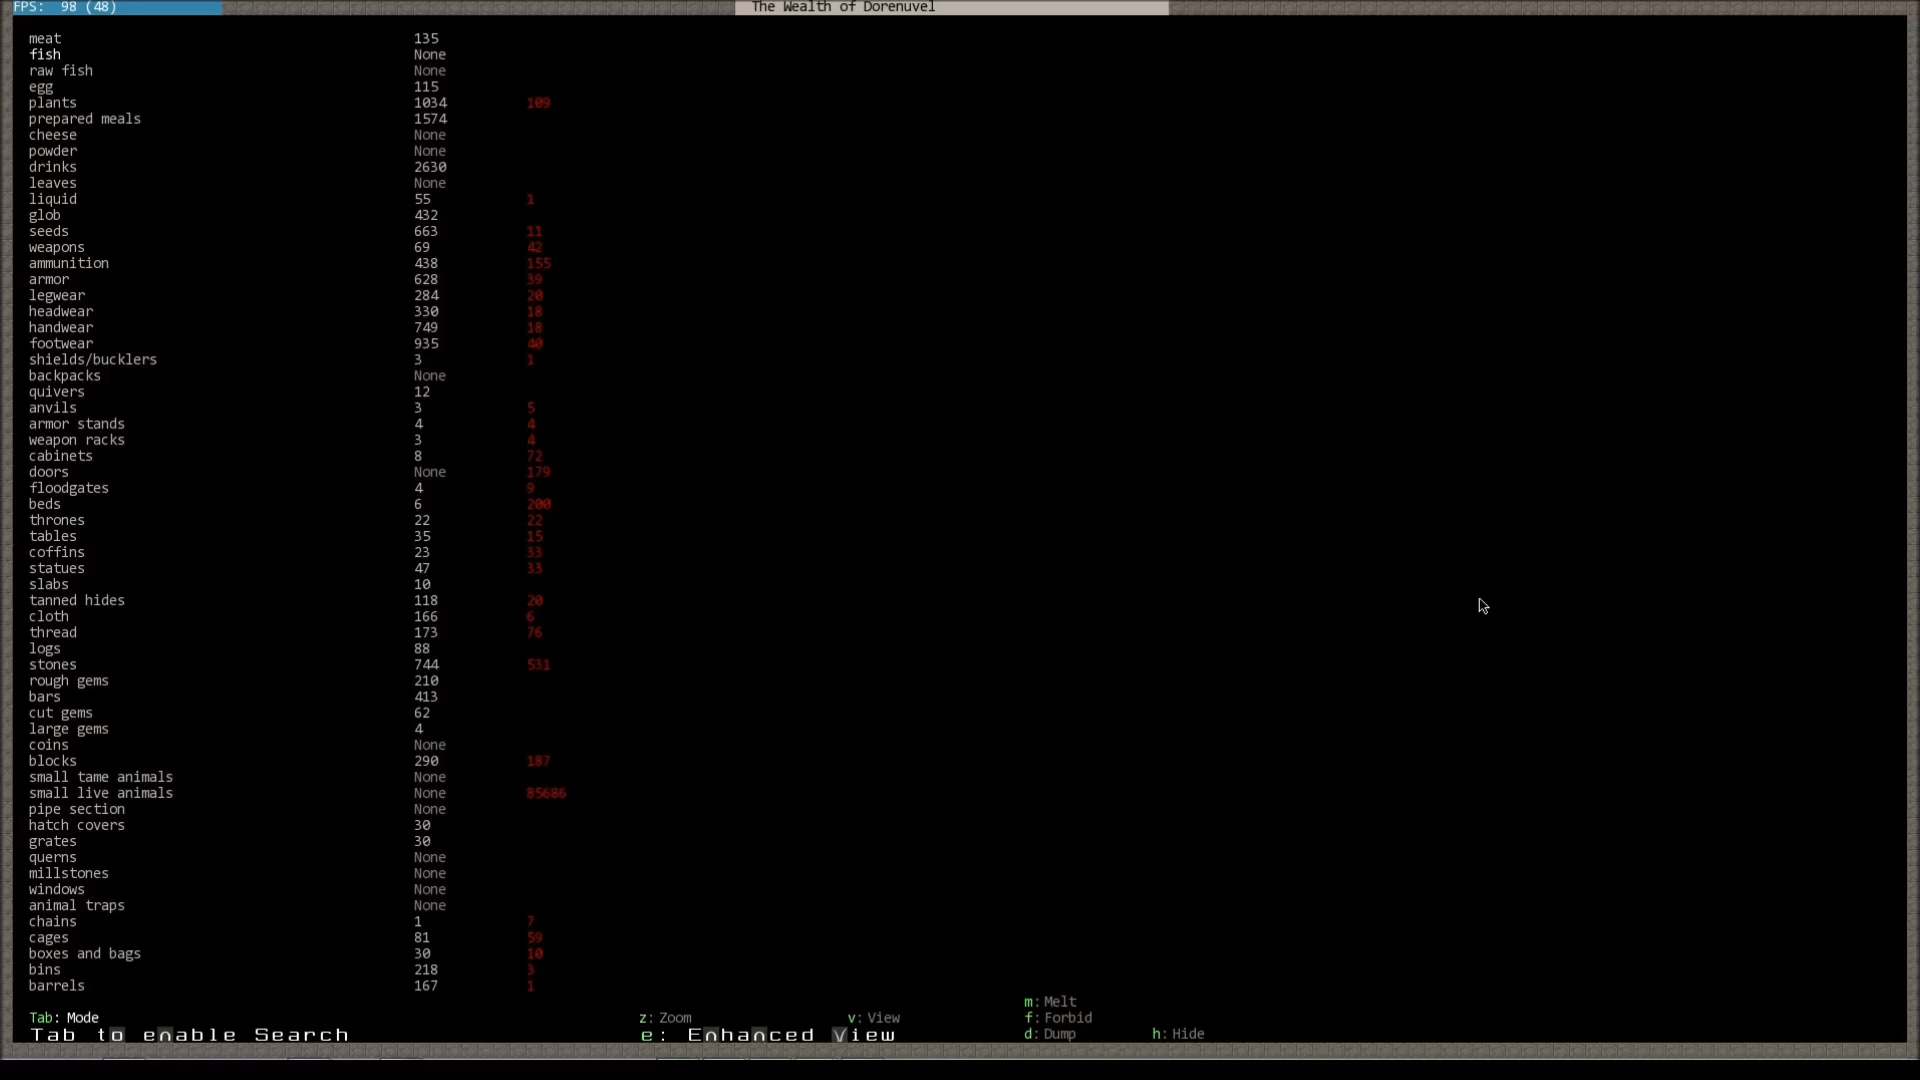 FPS: 98 (48)
The Wealth of Dorenuvel
meat 135
fish None
raw fish None
egg 115
plants 1034 109
prepared meals 1574
cheese None
powder None
drinks 2630
leaves None
liquid 55 1
glob 432
seeds 663 11
weapons 69 42
ammunition 438 155
armor 628 39
legwear 284 20
headwear 330 18
handwear 749 18
footwear 935 40
shields/bucklers 3 1
backpacks None
quivers 12
anvils 3 5
armor stands 4 4
weapon racks 3 4
cabinets 8 72
doors None 179
floodgates 4 9
beds 6 200
thrones 22 22
tables 35 15
coffins 23 33
statues 47 33
slabs 10
tanned hides 118 20
cloth 166 6
thread 173 76
logs 88
stones 744 531
rough gems 210
bars 413
cut gems 62
large gems 4
coins None
blocks 290 187
small tame animals None
small live animals None 85686
pipe section None
hatch covers 30
grates 30
querns None
millstones None
windows None
animal traps None
chains 1 7
cages 81 59
boxes and bags 30 10
bins 218 3
barrels 167 1
m: Melt
Tab: Mode z: Zoom v: View f: Forbid
Tab to enable Search e: Enhanced View d: Dump h: Hide